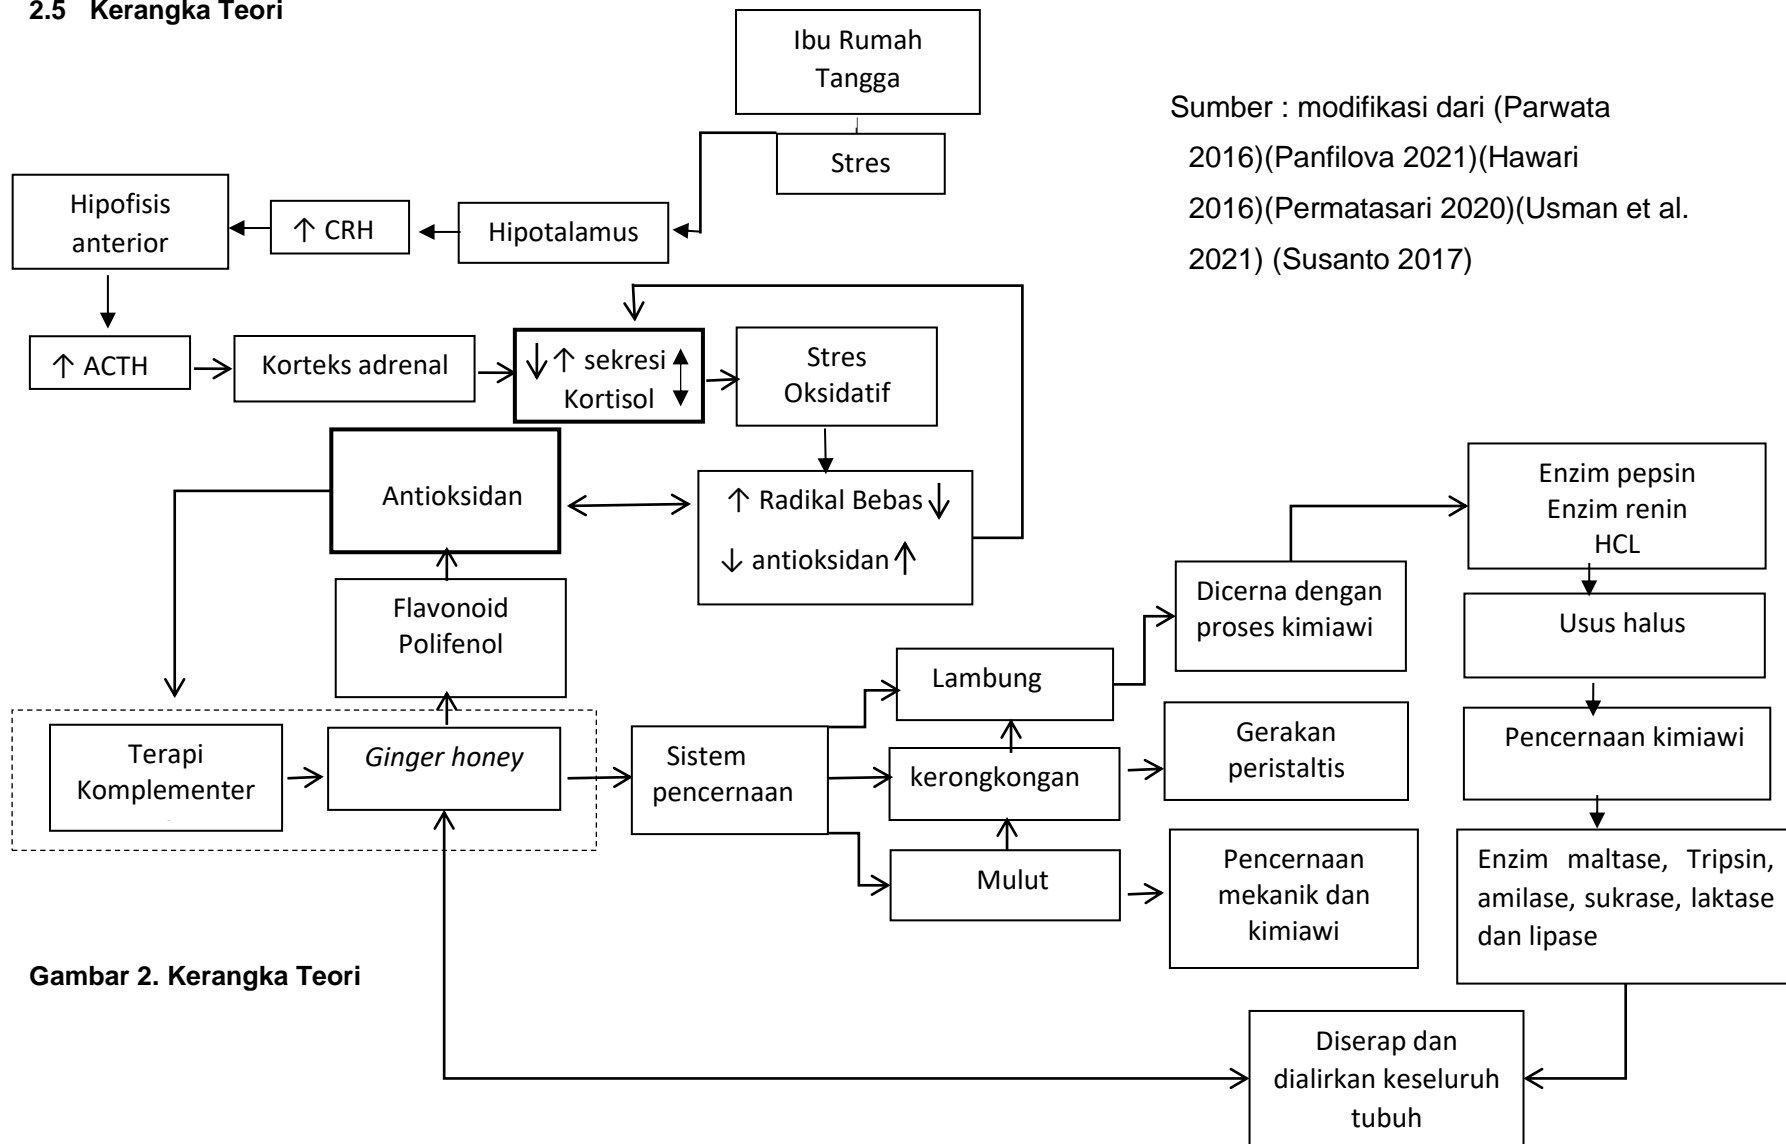 2.5 Kerangka Teori
Ibu Rumah
Tangga
Sumber : modifikasi dari (Parwata
2016)(Panfilova 2021)(Hawari
2016)(Permatasari 2020)(Usman et al.
2021) (Susanto 2017)
Stres
Hipotalamus
↑ CRH
Hipofisis
anterior
↑ ACTH
Korteks adrenal
↓ ↑ sekresi
Kortisol
Stres
Oksidatif
↑ Radikal Bebas ↓
↓ antioksidan ↑
Antioksidan
Flavonoid
Polifenol
Terapi
Komplementer
Ginger honey
Sistem
pencernaan
Lambung
kerongkongan
Mulut
Dicerna dengan
proses kimiawi
Gerakan
peristaltis
Pencernaan
mekanik dan
kimiawi
Enzim pepsin
Enzim renin
HCL
Usus halus
Pencernaan kimiawi
Enzim maltase, Tripsin,
amilase, sukrase, laktase
dan lipase
Diserap dan
dialirkan keseluruh
tubuh
Gambar 2. Kerangka Teori